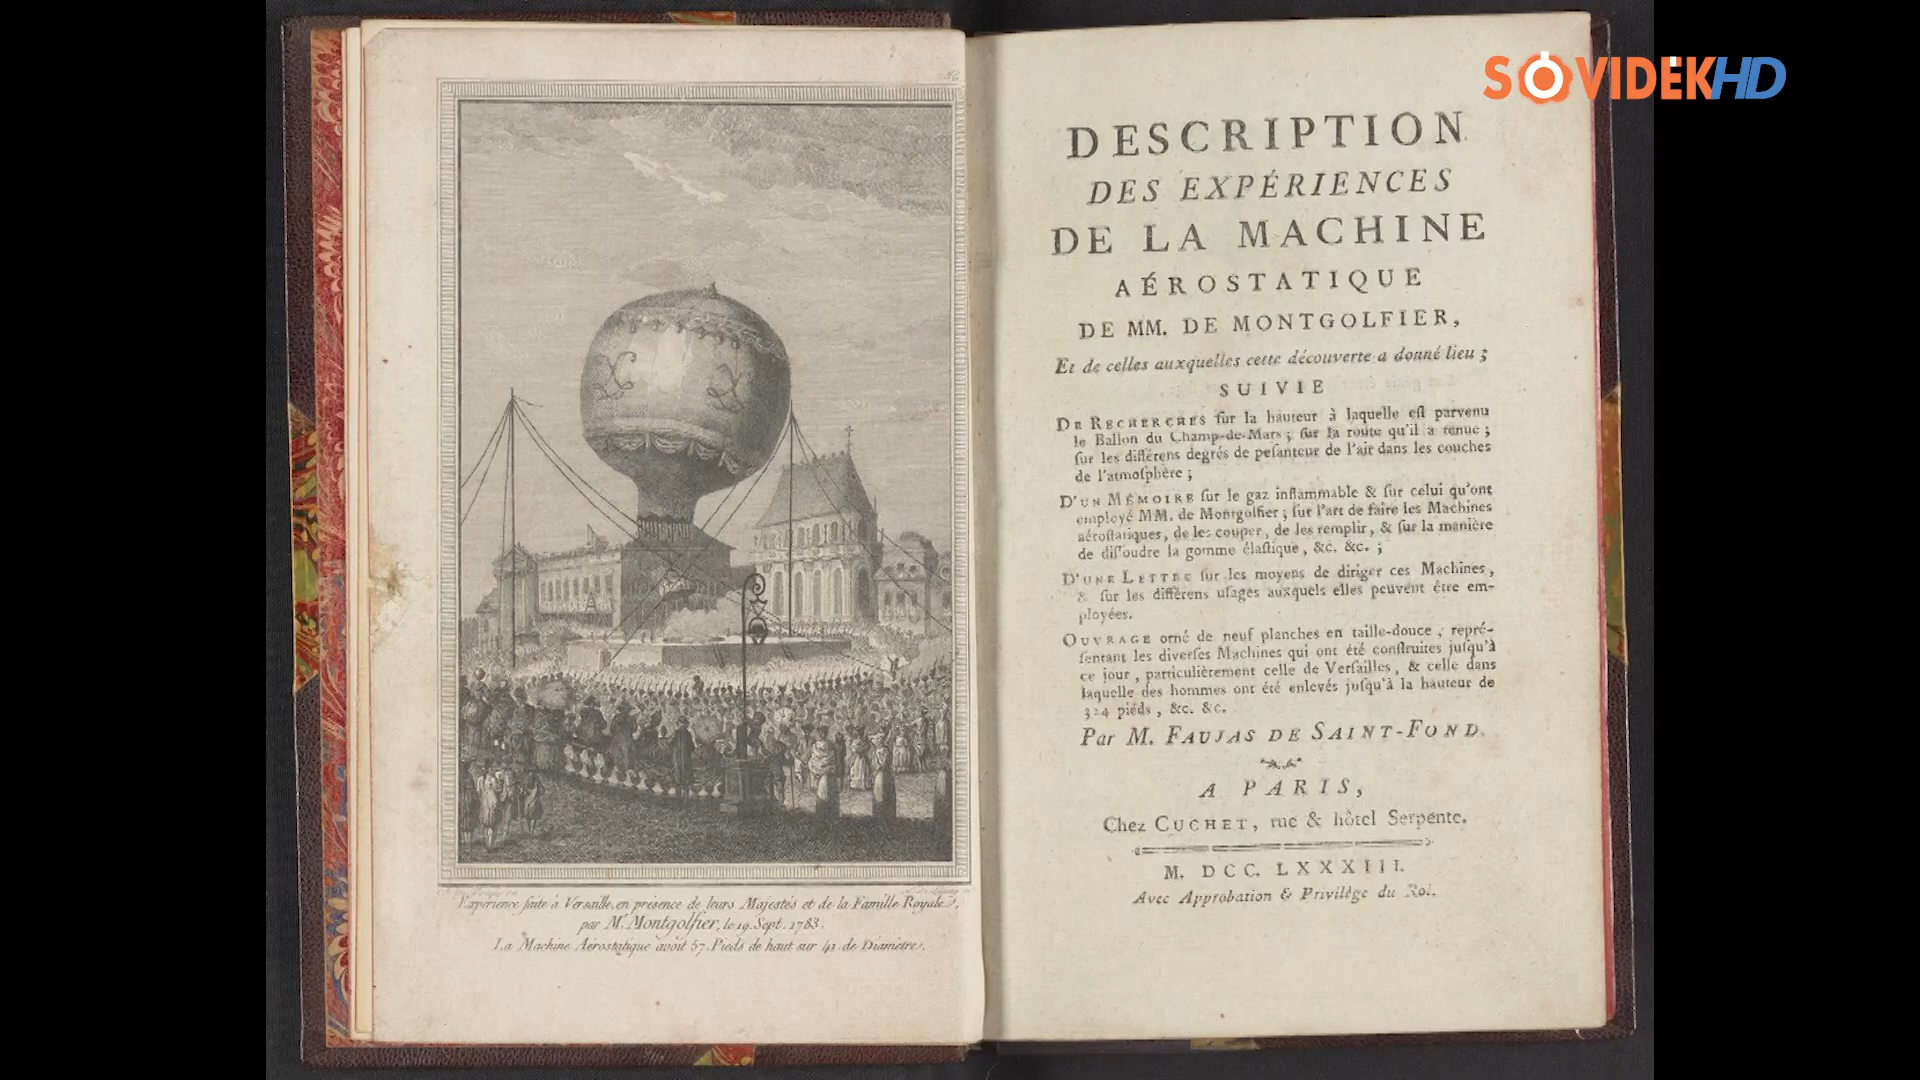 SÓVIDÉKHD
Expérience faite à Versaille, en présence de leurs Majestés et de la Famille Royale,
par Mr. Montgolfier, le 19. Sept. 1783.
La Machine Aérostatique avoit 57. Pieds de haut sur 41. de Diamètre.
DESCRIPTION
DES EXPÉRIENCES
DE LA MACHINE
AÉROSTATIQUE
DE MM. DE MONTGOLFIER,
Et de celles auxquelles cette découverte a donné lieu ;
SUIVIE
DE RECHERCHES ſur la hauteur à laquelle eſt parvenu
le Ballon du Champ-de-Mars ; ſur la route qu'il a tenue ;
ſur les différens degrés de peſanteur de l'air dans les couches
de l'atmoſphère ;
D'UN MÉMOIRE ſur le gaz inflammable & ſur celui qu'ont
employé MM. de Montgolfier ; ſur l'art de faire les Machines
aéroſtatiques, de les couper, de les remplir, & ſur la manière
de diſſoudre la gomme élaſtique, &c. &c. ;
D'UNE LETTRE ſur les moyens de diriger ces Machines,
& ſur les différens uſages auxquels elles peuvent être em-
ployées.
OUVRAGE orné de neuf planches en taille-douce, repré-
ſentant les diverſes Machines qui ont été conſtruites juſqu'à
ce jour, particulièrement celle de Verſailles, & celle dans
laquelle des hommes ont été enlevés juſqu'à la hauteur de
324 pieds, &c. &c.
Par M. FAUJAS DE SAINT-FOND.
A PARIS,
Chez CUCHET, rue & hôtel Serpente.
M. DCC. LXXXIII.
Avec Approbation & Privilège du Roi.